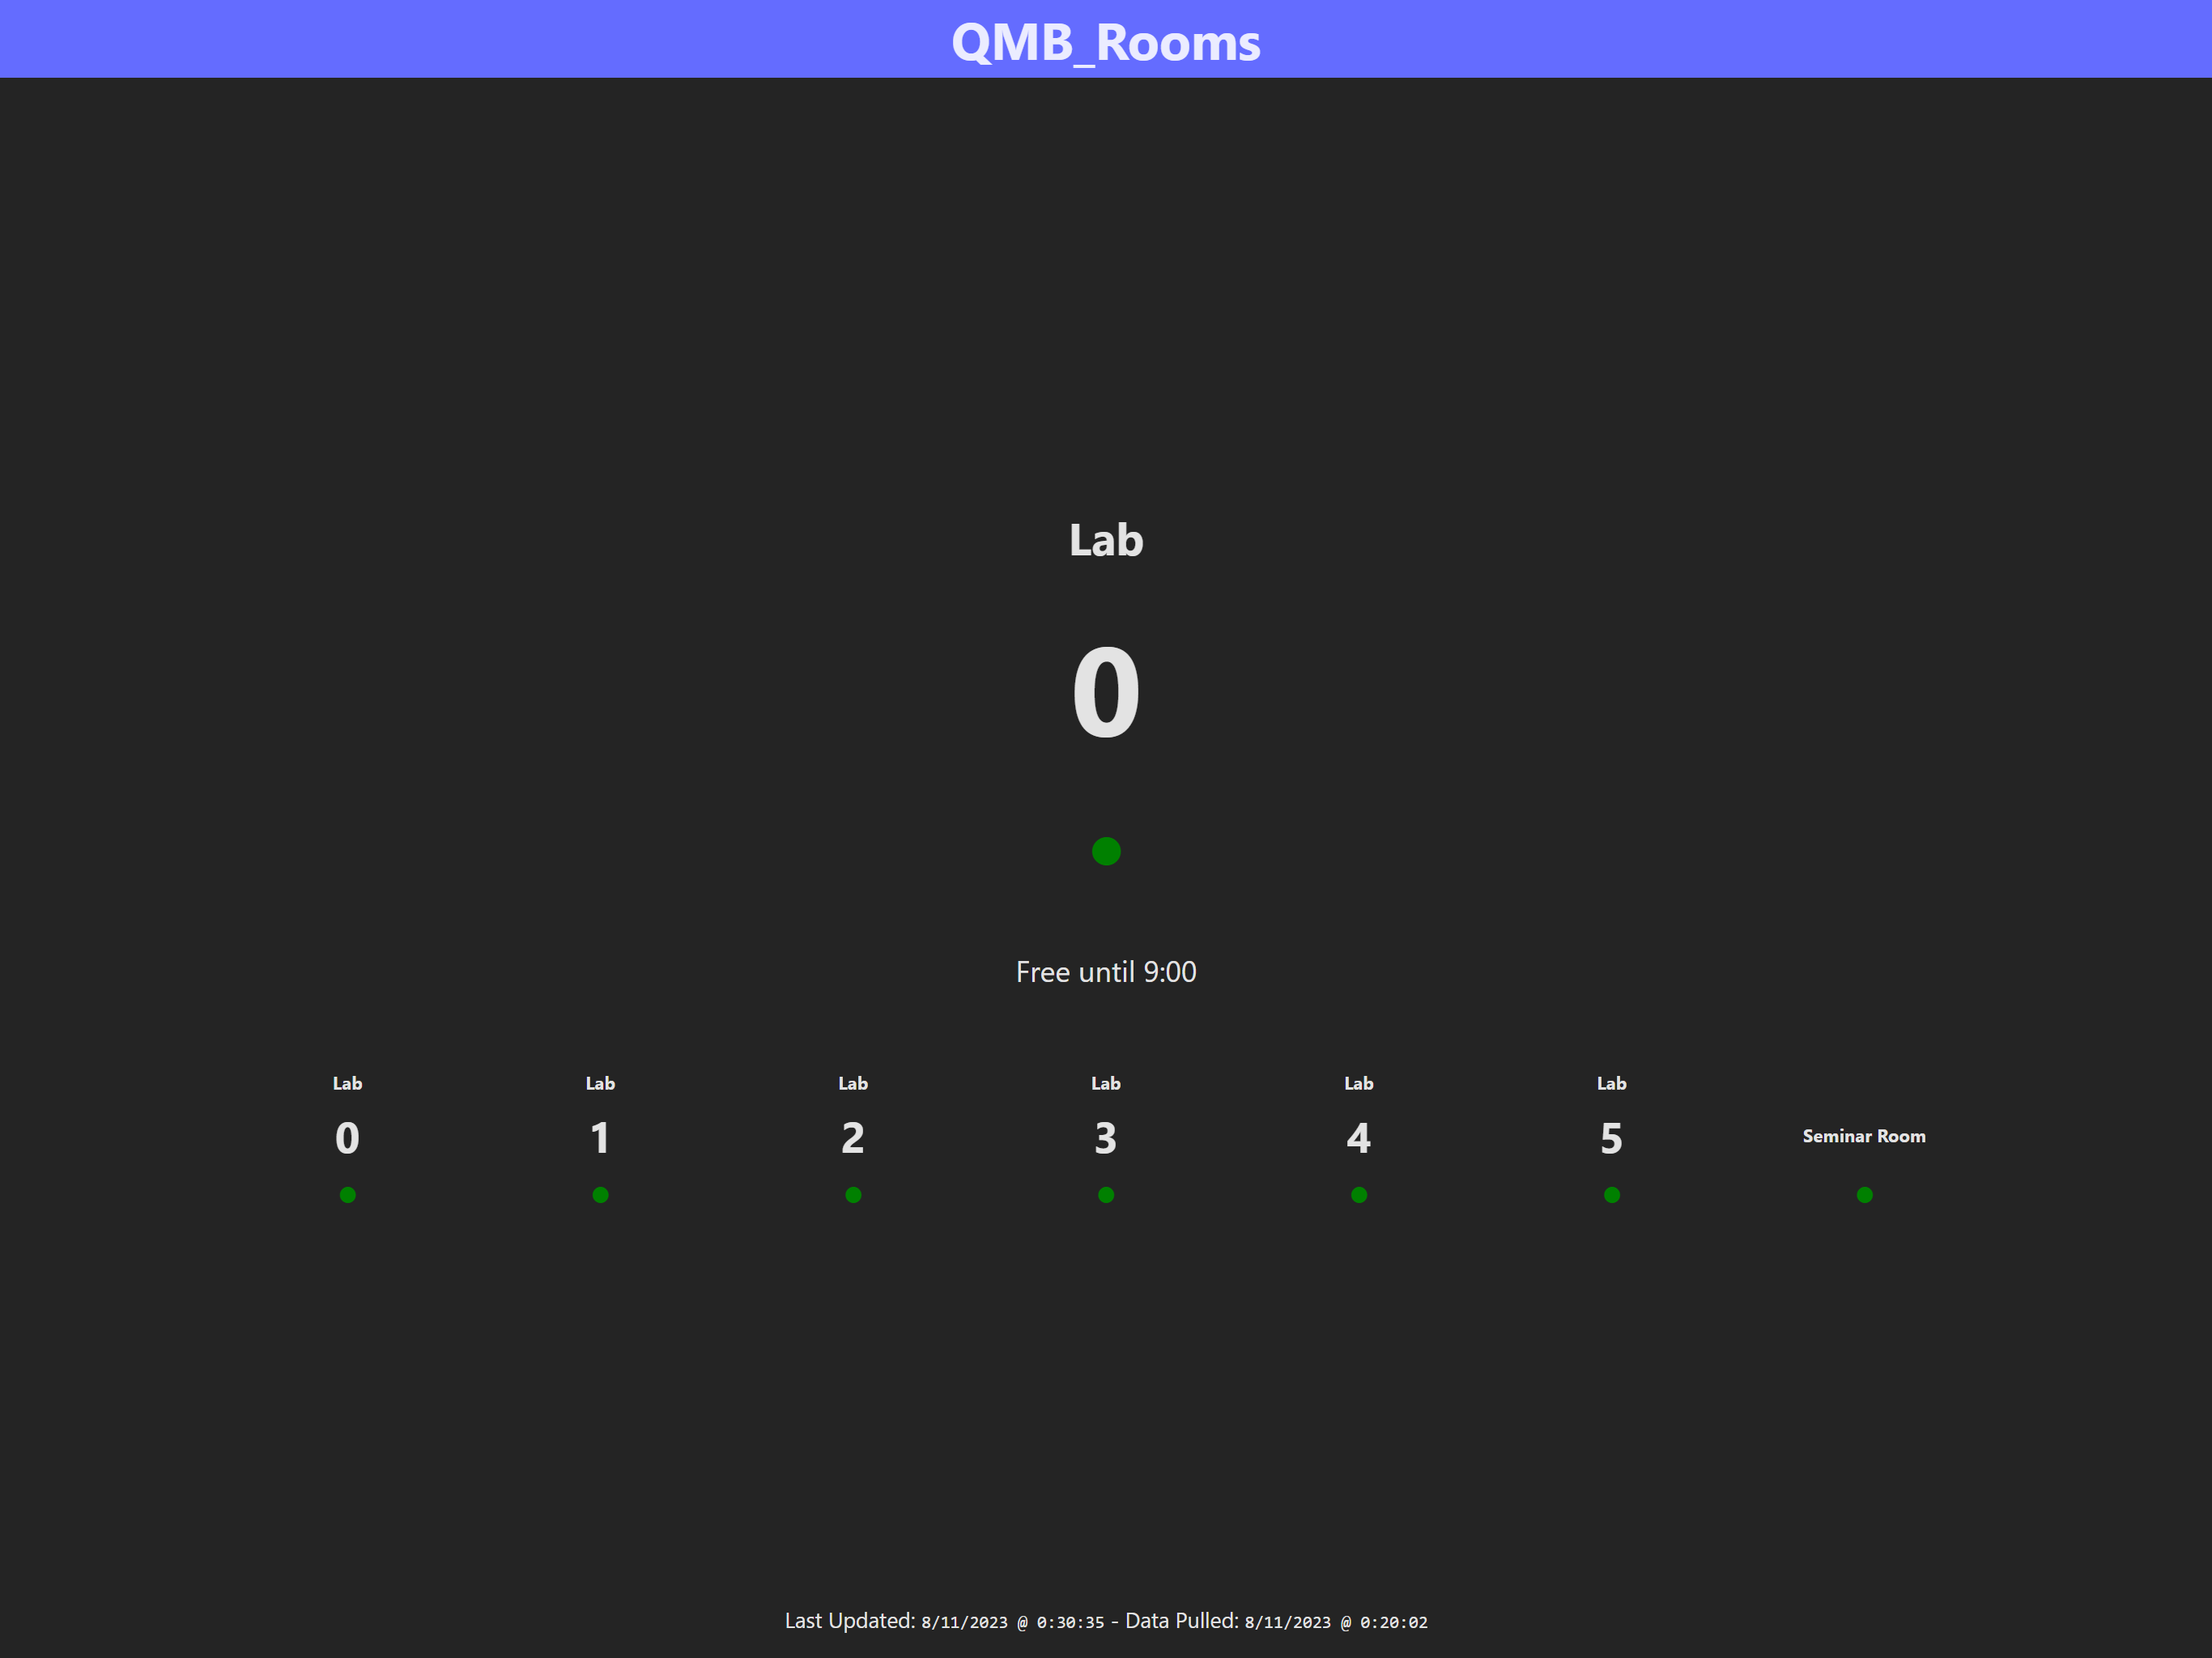 QMB_Rooms
Lab
0
Free until 9:00
Lab Lab Lab Lab Lab Lab
0 1 2 3 4 5 Seminar Room
Last Updated: 8/11/2023 @ 0:30:35 - Data Pulled: 8/11/2023 @ 0:20:02